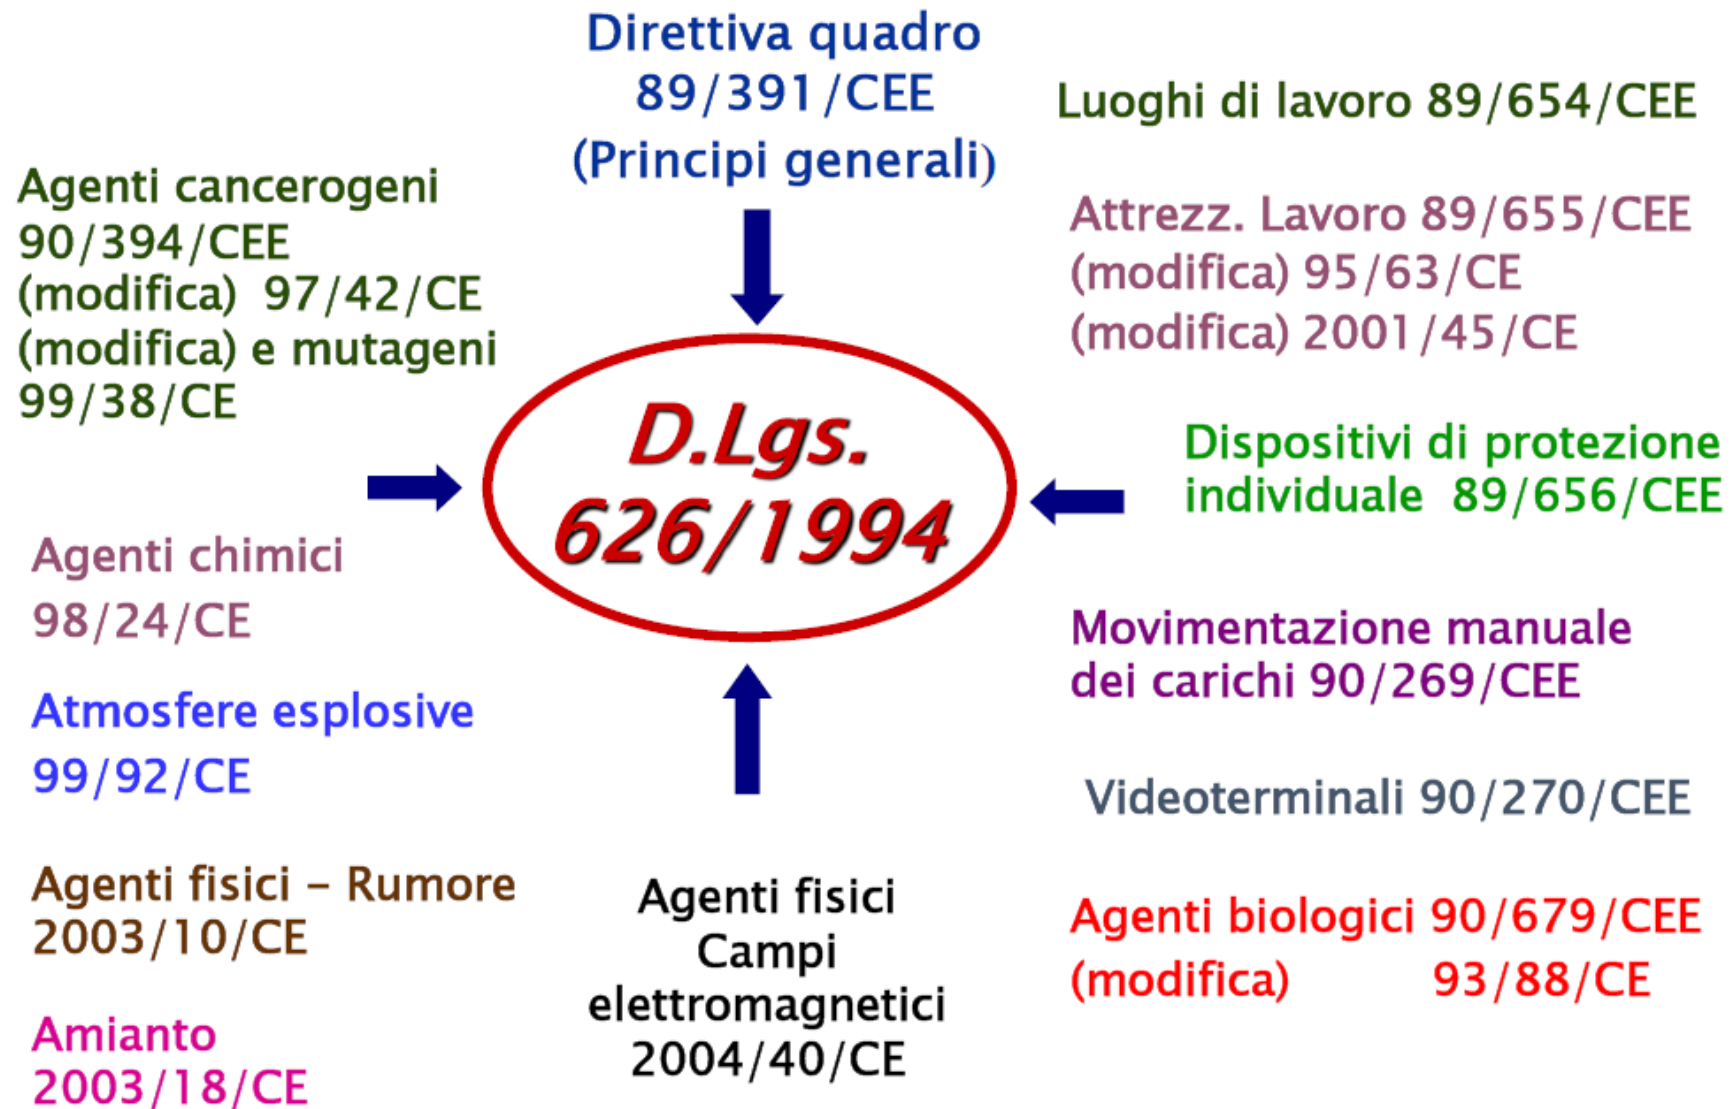 Direttiva quadro
89/391/CEE
(Principi generali)
Agenti cancerogeni
90/394/CEE
(modifica) 97/42/CE
(modifica) e mutageni
99/38/CE
Agenti chimici
98/24/CE
Atmosfere esplosive
99/92/CE
Agenti fisici – Rumore
2003/10/CE
Amianto
2003/18/CE
D.Lgs.
626/1994
Agenti fisici
Campi
elettromagnetici
2004/40/CE
Luoghi di lavoro 89/654/CEE
Attrezz. Lavoro 89/655/CEE
(modifica) 95/63/CE
(modifica) 2001/45/CE
Dispositivi di protezione
individuale 89/656/CEE
Movimentazione manuale
dei carichi 90/269/CEE
Videoterminali 90/270/CEE
Agenti biologici 90/679/CEE
(modifica) 93/88/CE